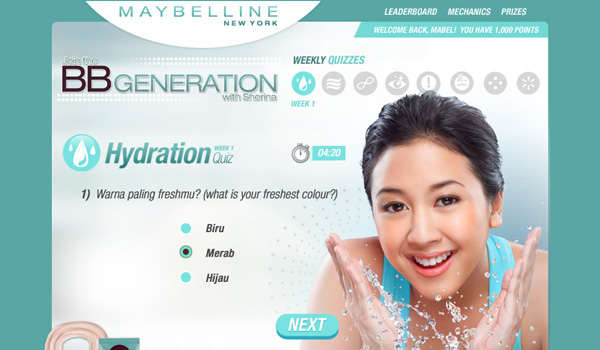 MAYBELLINE
NEW YORK
LEADERBOARD MECHANICS PRIZES
WELCOME BACK, MABEL! YOU HAVE 1,000 POINTS
Join the
BB GENERATION
with Sherina
WEEKLY QUIZZES
WEEK 1
Hydration WEEK 1 Quiz
04:20
1) Warna paling freshmu? (what is your freshest colour?)
Biru
Merab
Hijau
NEXT